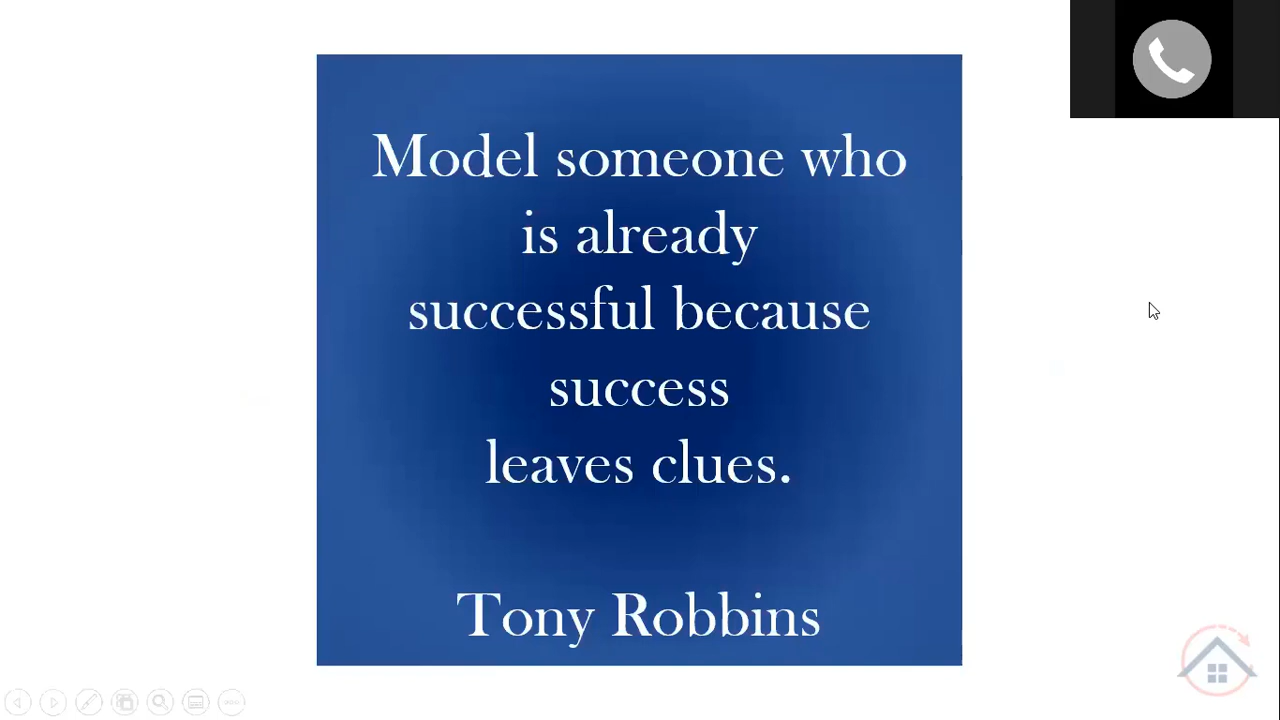 Model someone who
is already
successful because
success
leaves clues.
Tony Robbins